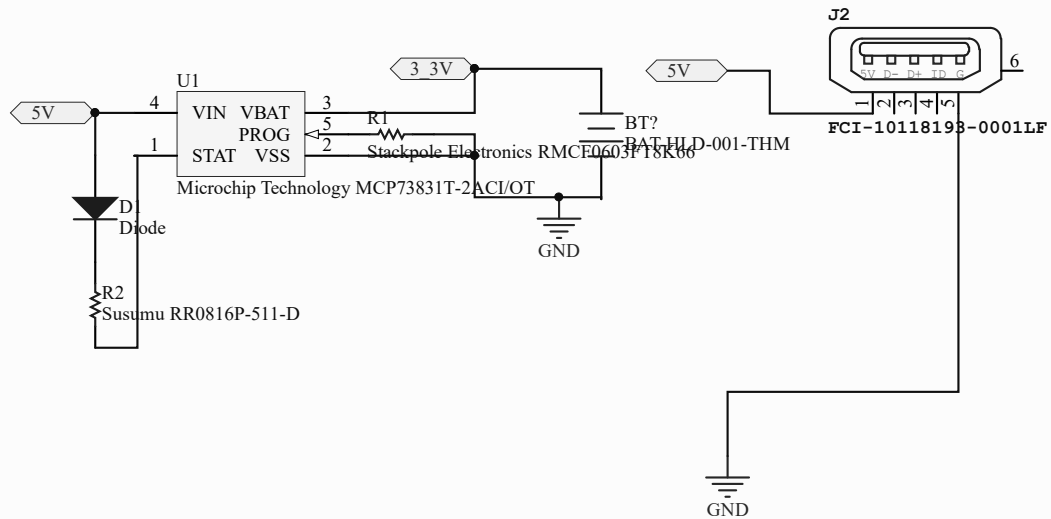 J2
5V D- D+ ID G
6
1 2 3 4 5
FCI-10118193-0001LF
5V
3_3V
U1
5V
4 VIN VBAT 3
PROG 5
1 STAT VSS 2
R1
Stackpole Electronics RMCF0603FT8K66
BT?
BAT-HLD-001-THM
Microchip Technology MCP73831T-2ACI/OT
D1
Diode
GND
R2
Susumu RR0816P-511-D
GND